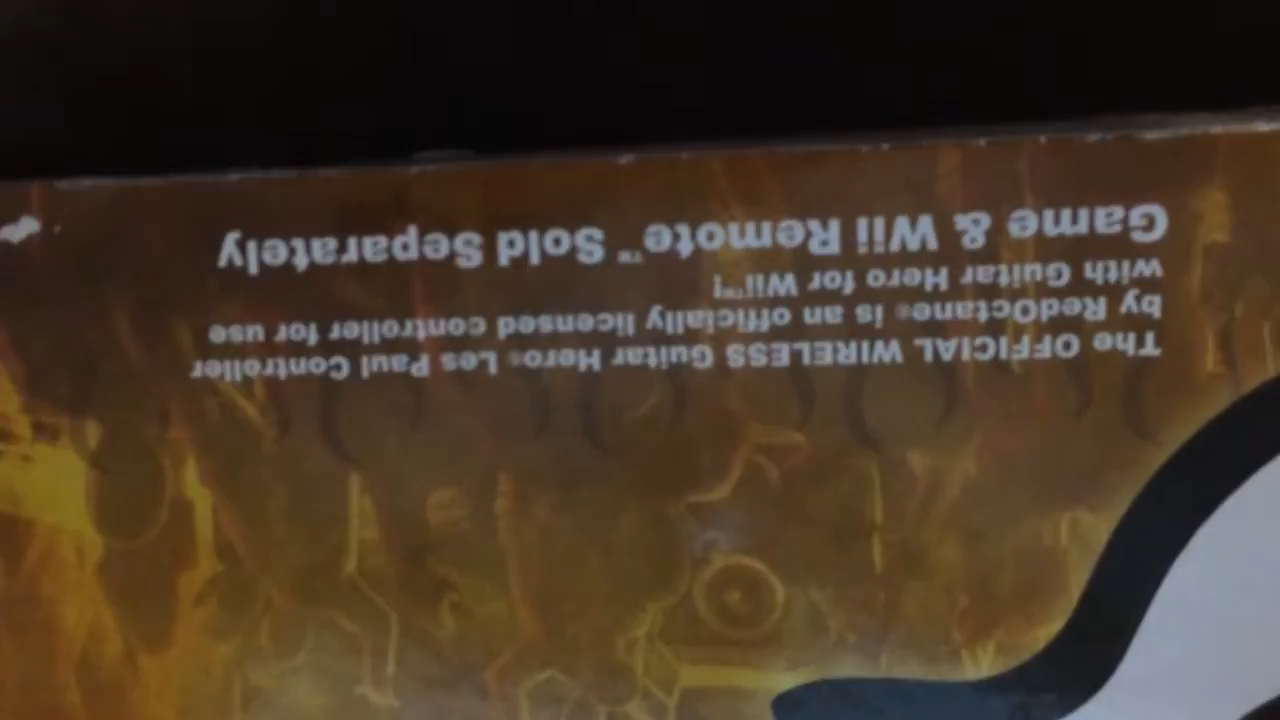 The OFFICIAL WIRELESS Guitar Hero® Les Paul Controller
by RedOctane® is an officially licensed controller for use
with Guitar Hero for Wii™!
Game & Wii Remote™ Sold Separately